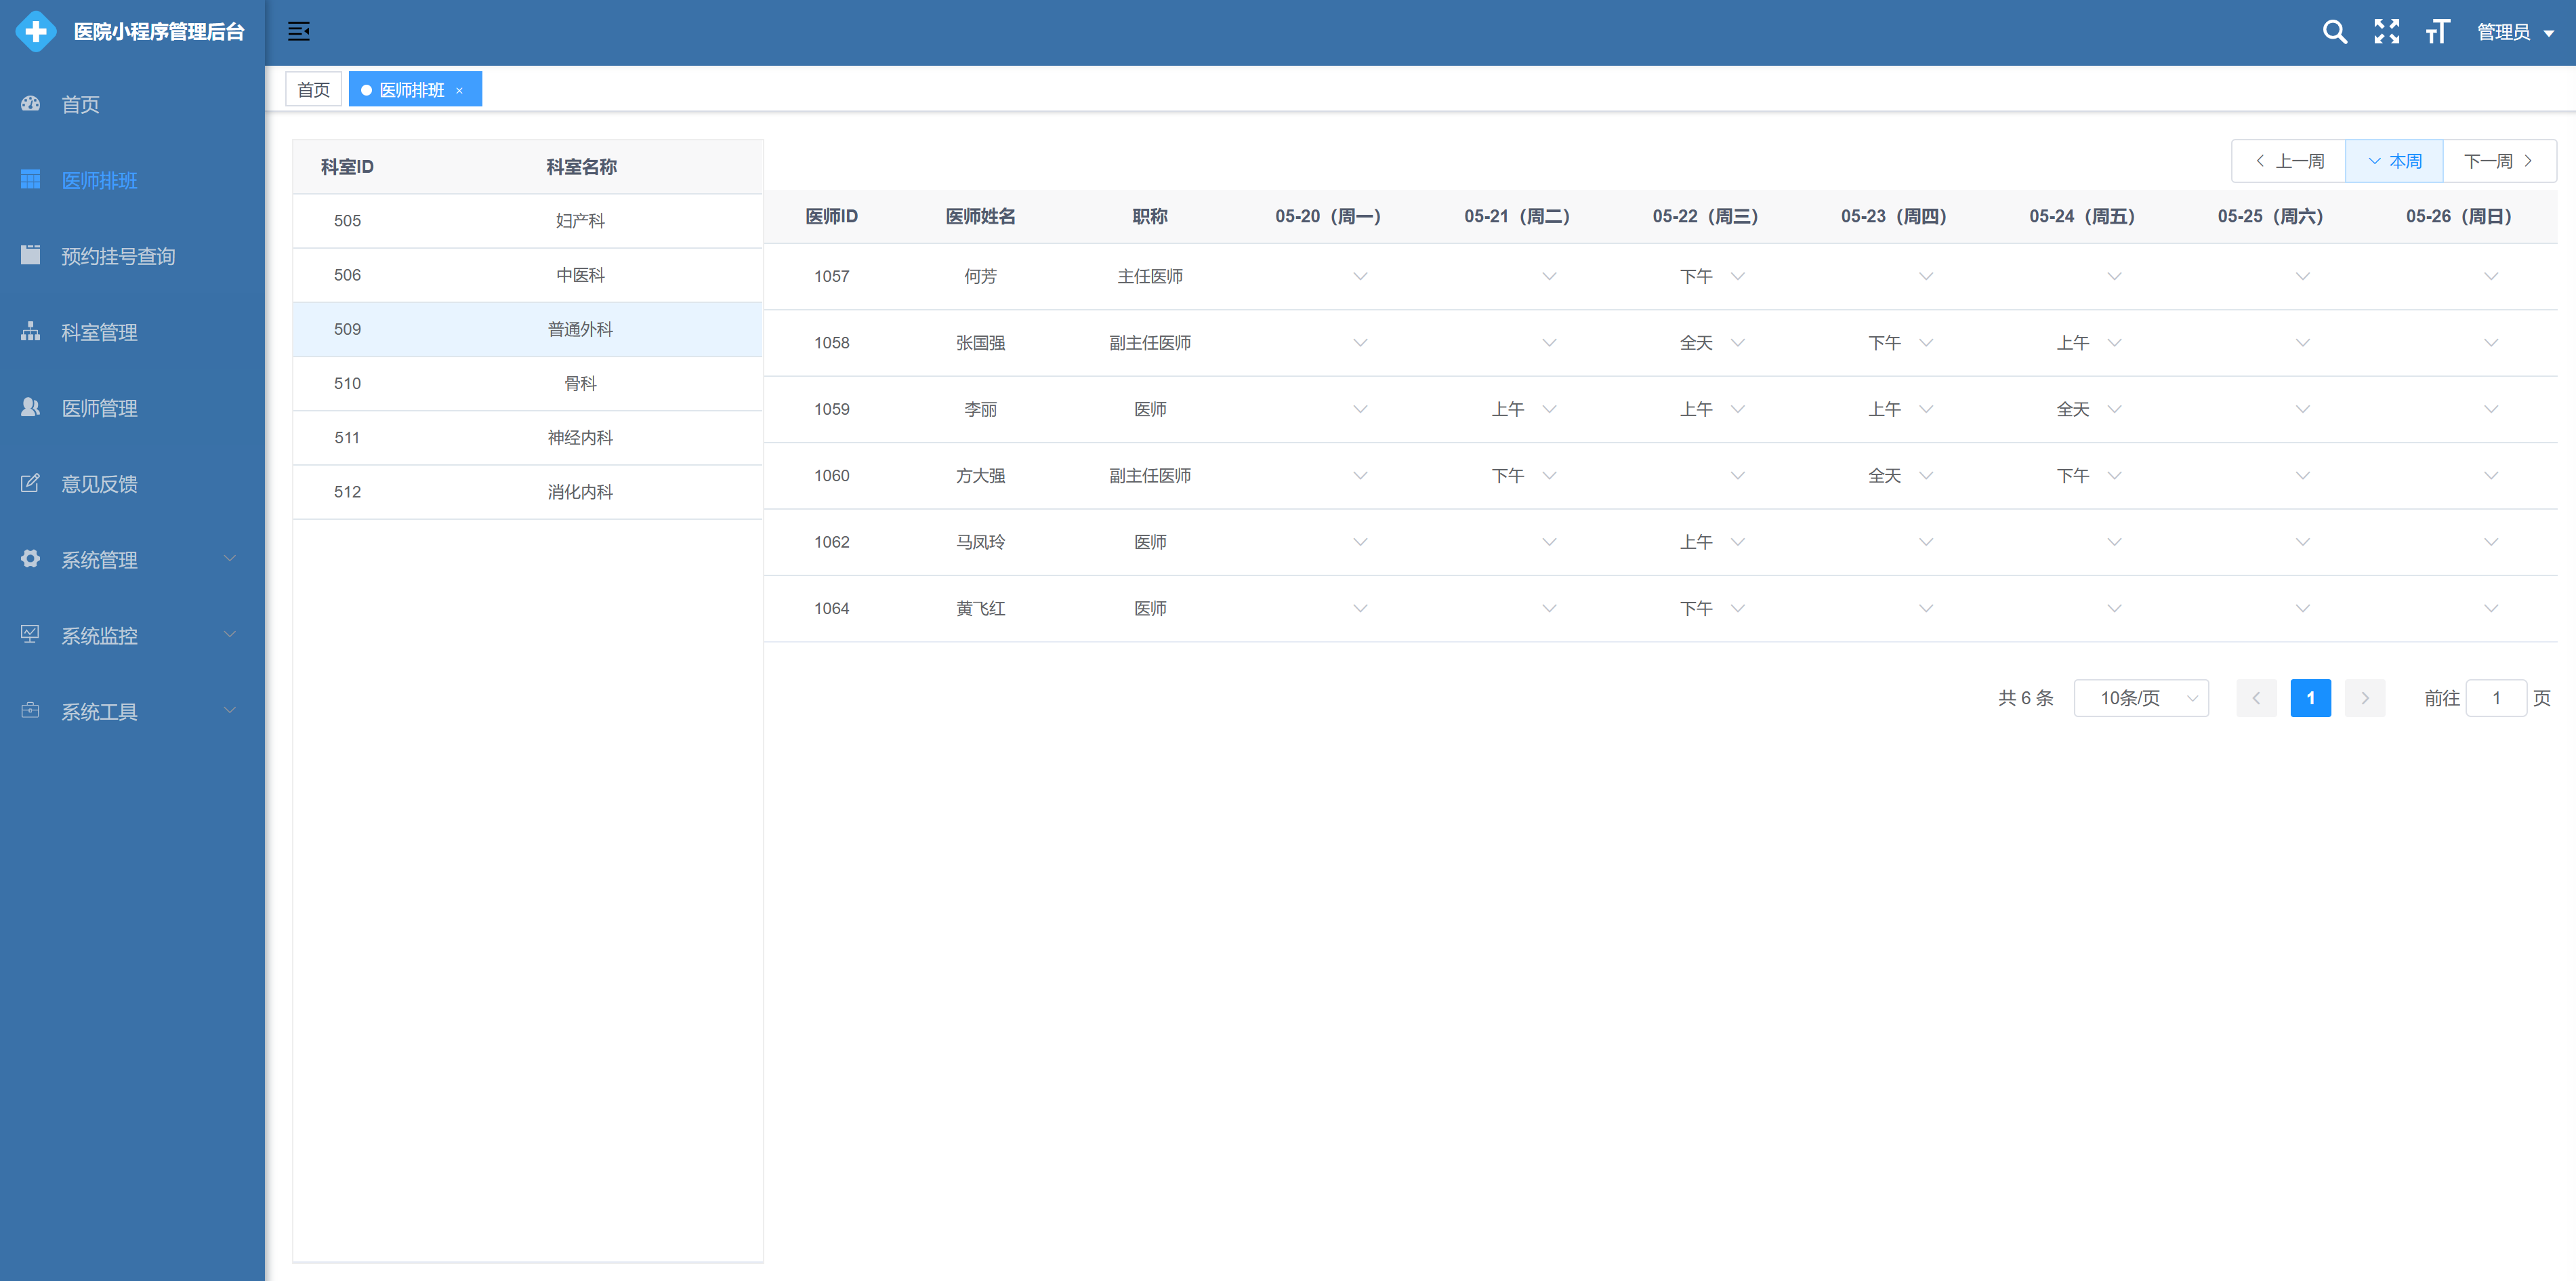 医院小程序管理后台
管理员
首页
医师排班
预约挂号查询
科室管理
医师管理
意见反馈
系统管理
系统监控
系统工具
首页 医师排班 ×
科室ID 科室名称
505 妇产科
506 中医科
509 普通外科
510 骨科
511 神经内科
512 消化内科
上一周 本周 下一周
医师ID 医师姓名 职称 05-20（周一） 05-21（周二） 05-22（周三） 05-23（周四） 05-24（周五） 05-25（周六） 05-26（周日）
1057 何芳 主任医师 下午
1058 张国强 副主任医师 全天 下午 上午
1059 李丽 医师 上午 上午 上午 全天
1060 方大强 副主任医师 下午 全天 下午
1062 马凤玲 医师 上午
1064 黄飞红 医师 下午
共 6 条 10条/页 1 前往 1 页